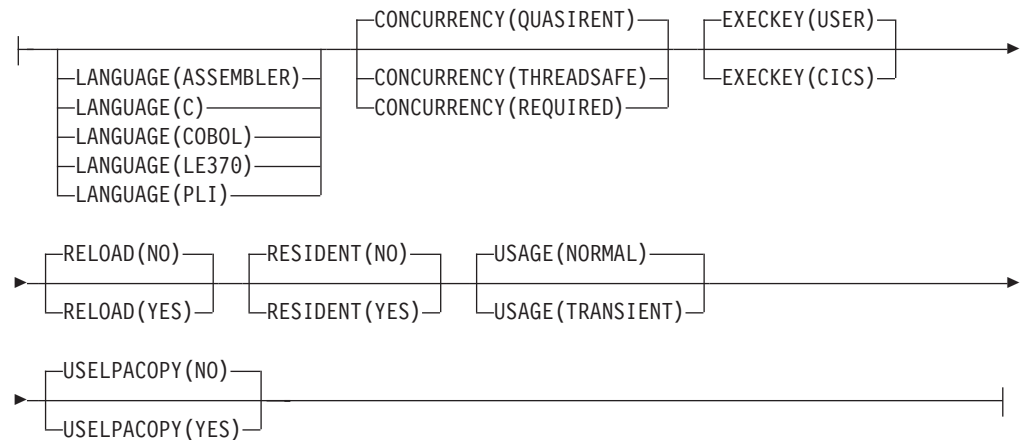 CONCURRENCY(QUASIRENT) EXECKEY(USER)
LANGUAGE(ASSEMBLER) CONCURRENCY(THREADSAFE) EXECKEY(CICS)
LANGUAGE(C) CONCURRENCY(REQUIRED)
LANGUAGE(COBOL)
LANGUAGE(LE370)
LANGUAGE(PLI)
RELOAD(NO) RESIDENT(NO) USAGE(NORMAL)
RELOAD(YES) RESIDENT(YES) USAGE(TRANSIENT)
USELPACOPY(NO)
USELPACOPY(YES)